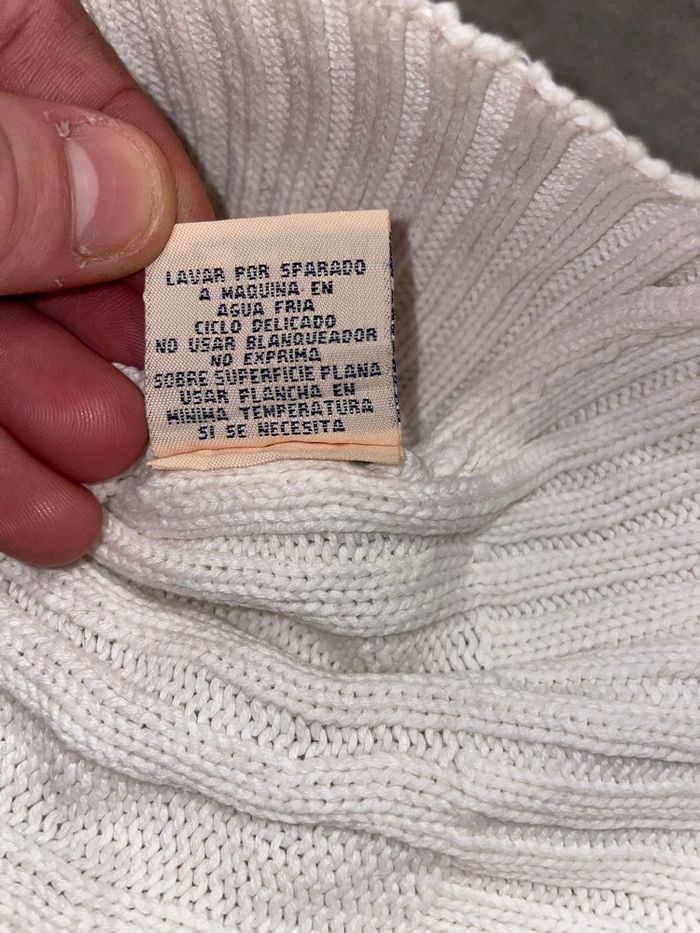 LAVAR POR SPARADO
A MAQUINA EN
AGUA FRIA
CICLO DELICADO
NO USAR BLANQUEADOR
NO EXPRIMA
SOBRE SUPERFICIE PLANA
USAR PLANCHA EN
MINIMA TEMPERATURA
SI SE NECESITA